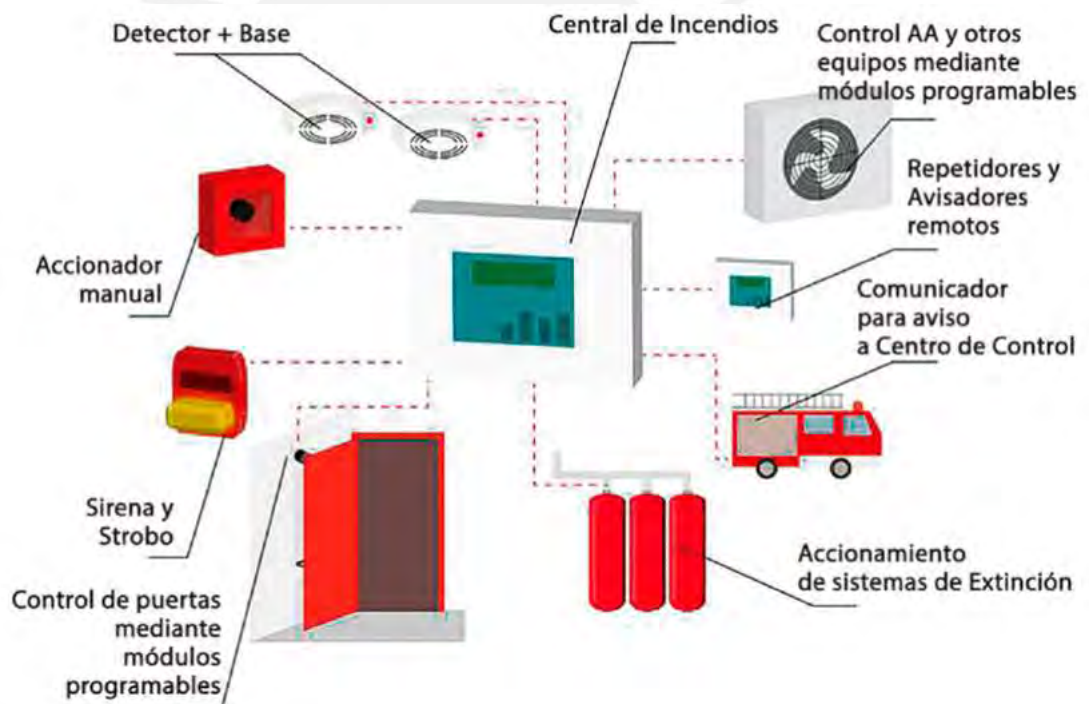 Detector + Base
Central de Incendios
Control AA y otros
equipos mediante
módulos programables
Repetidores y
Avisadores
remotos
Accionador
manual
Comunicador
para aviso
a Centro de Control
Sirena y
Strobo
Accionamiento
de sistemas de Extinción
Control de puertas
mediante
módulos
programables